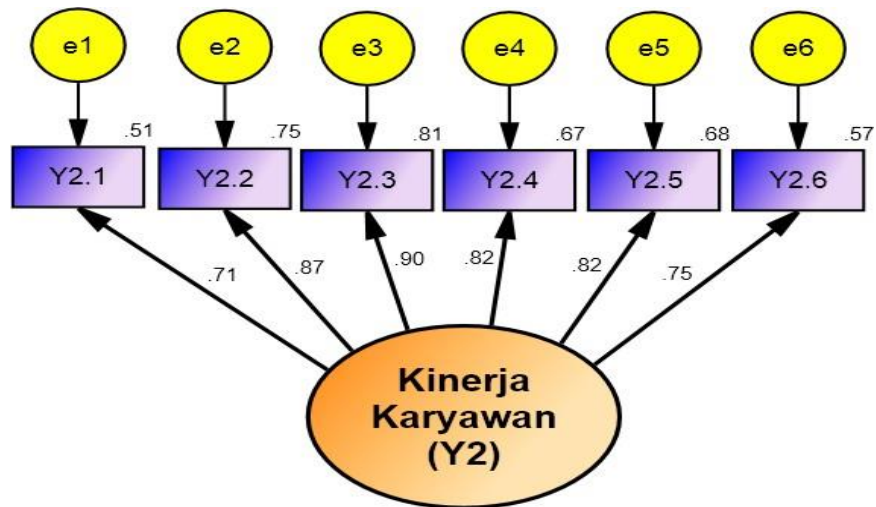 e1 e2 e3 e4 e5 e6
.51 .75 .81 .67 .68 .57
Y2.1 Y2.2 Y2.3 Y2.4 Y2.5 Y2.6
.71 .87 .90 .82 .82 .75
Kinerja
Karyawan
(Y2)